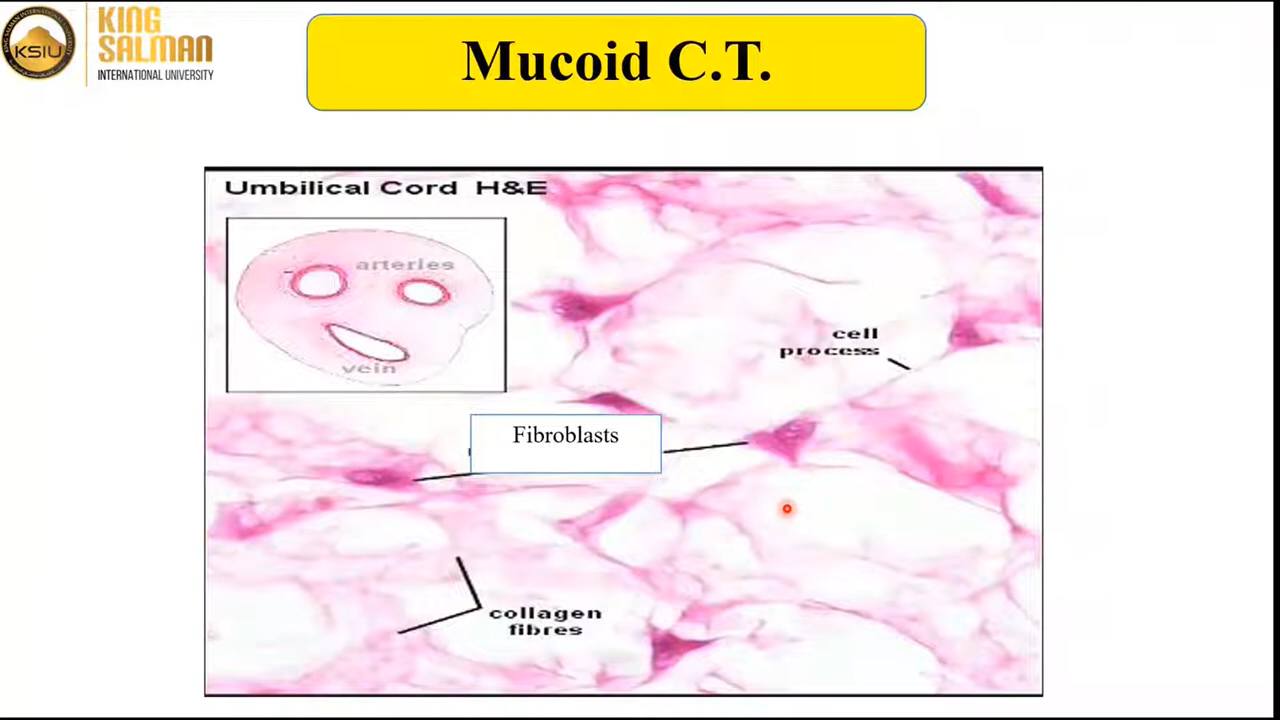 KSIU
KING
SALMAN
INTERNATIONAL UNIVERSITY
Mucoid C.T.
Umbilical Cord H&E
arteries
vein
cell
process
Fibroblasts
collagen
fibres